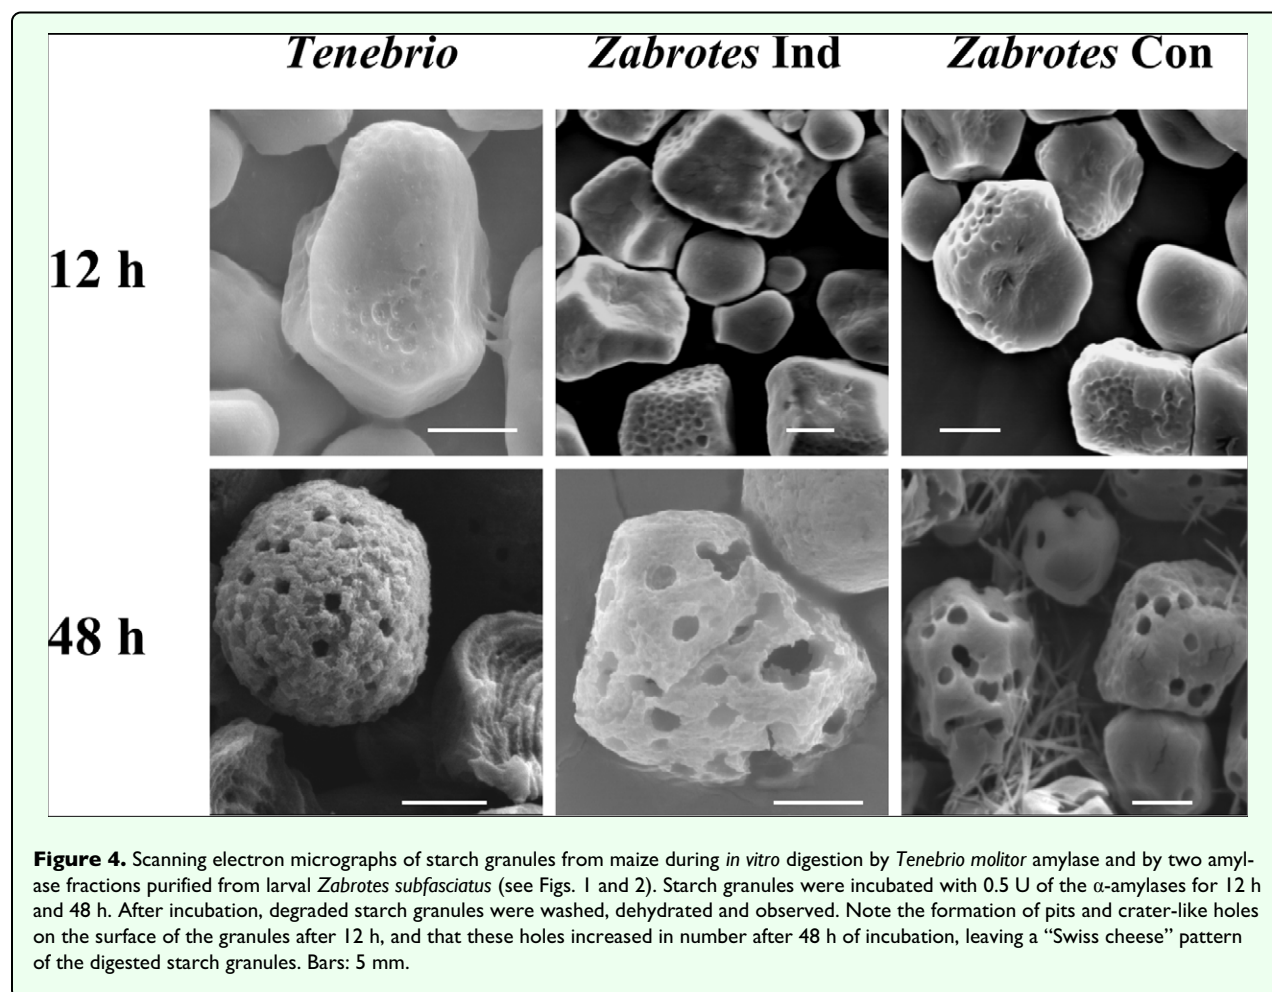 Tenebrio Zabrotes Ind Zabrotes Con
12 h
48 h
Figure 4. Scanning electron micrographs of starch granules from maize during in vitro digestion by Tenebrio molitor amylase and by two amyl-
ase fractions purified from larval Zabrotes subfasciatus (see Figs. 1 and 2). Starch granules were incubated with 0.5 U of the α-amylases for 12 h
and 48 h. After incubation, degraded starch granules were washed, dehydrated and observed. Note the formation of pits and crater-like holes
on the surface of the granules after 12 h, and that these holes increased in number after 48 h of incubation, leaving a “Swiss cheese” pattern
of the digested starch granules. Bars: 5 mm.